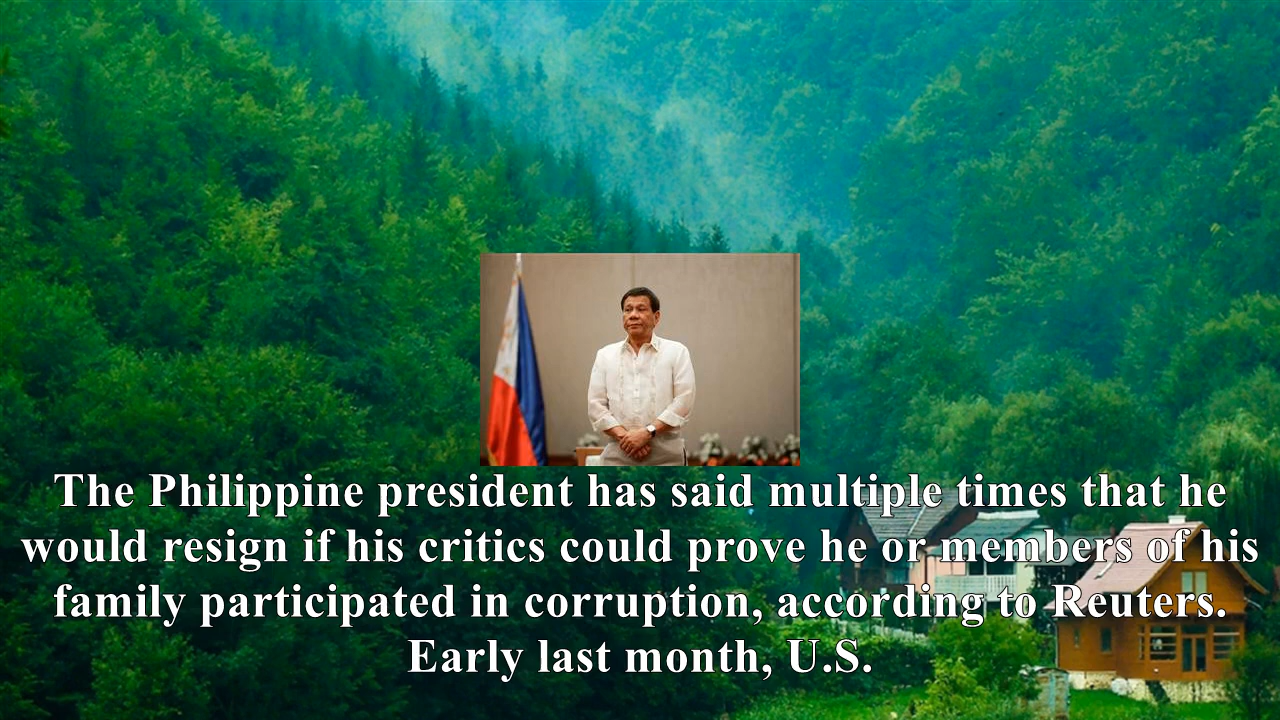 The Philippine president has said multiple times that he
would resign if his critics could prove he or members of his
family participated in corruption, according to Reuters.
Early last month, U.S.